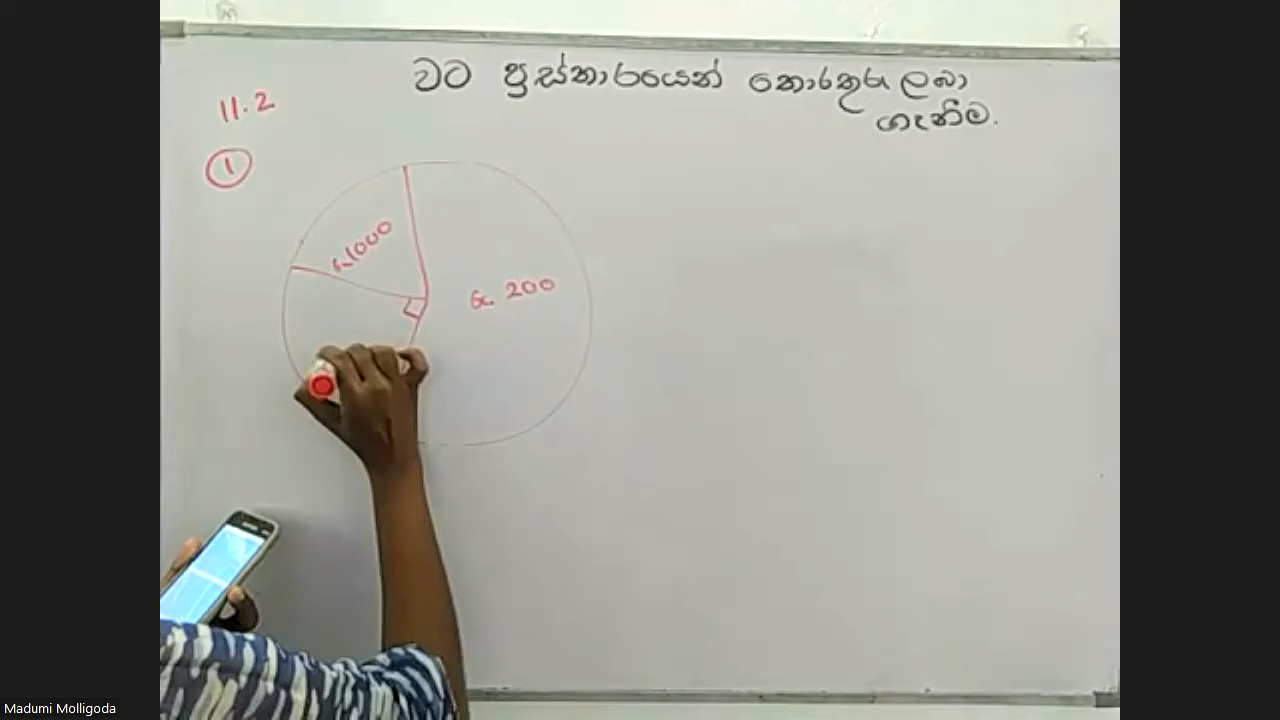 වට ප්‍රස්තාරයෙන් තොරතුරු ලබා
ගැනීම.
11.2
1
රු.1000
රු. 200
Madumi Molligoda